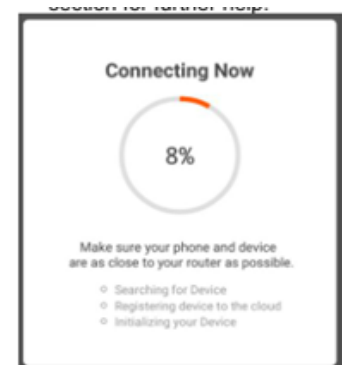 section for further help.
Connecting Now
8%
Make sure your phone and device
are as close to your router as possible.
Searching for Device
Registering device to the cloud
Initializing your Device